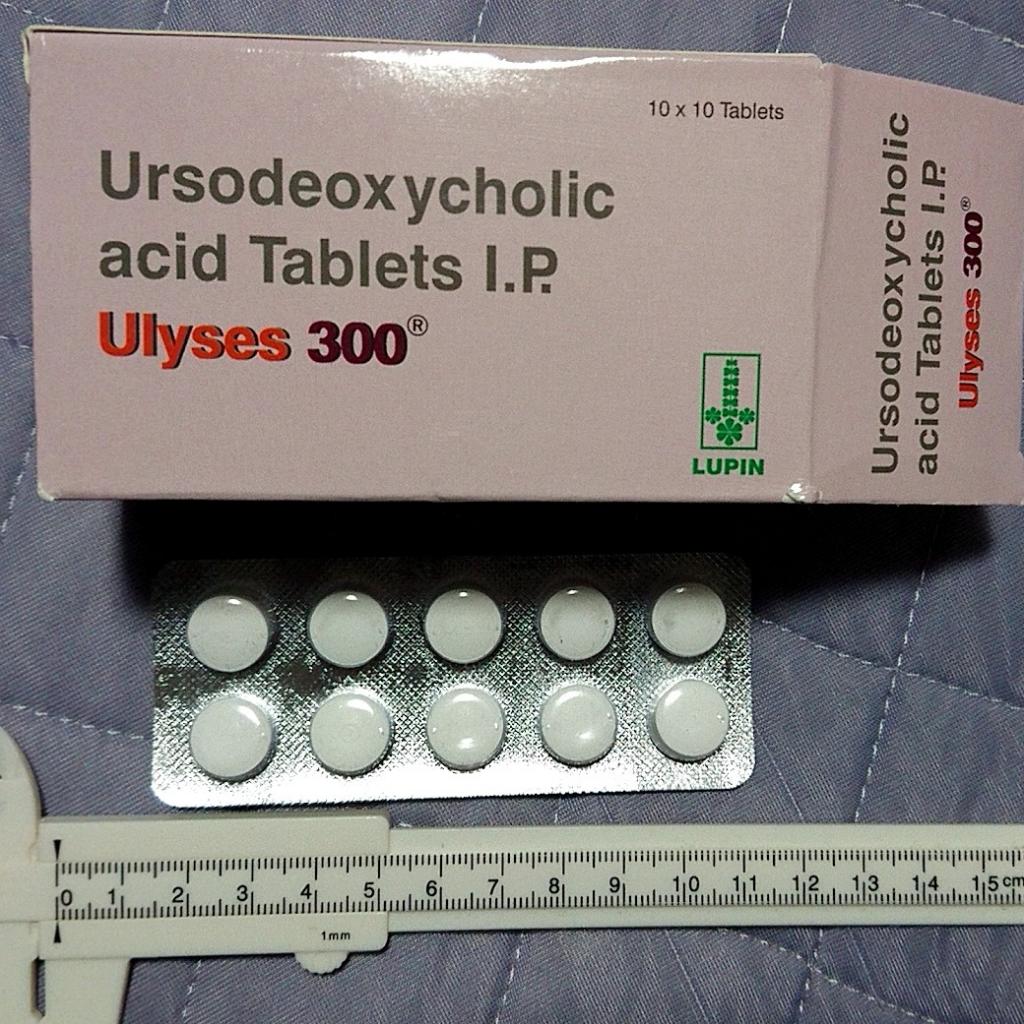 10 x 10 Tablets
Ursodeoxycholic
acid Tablets I.P.
Ulyses 300®
LUPIN
Ursodeoxycholic
acid Tablets I.P.
Ulyses 300®
0 1 2 3 4 5 6 7 8 9 10 11 12 13 14 15 cm
1mm